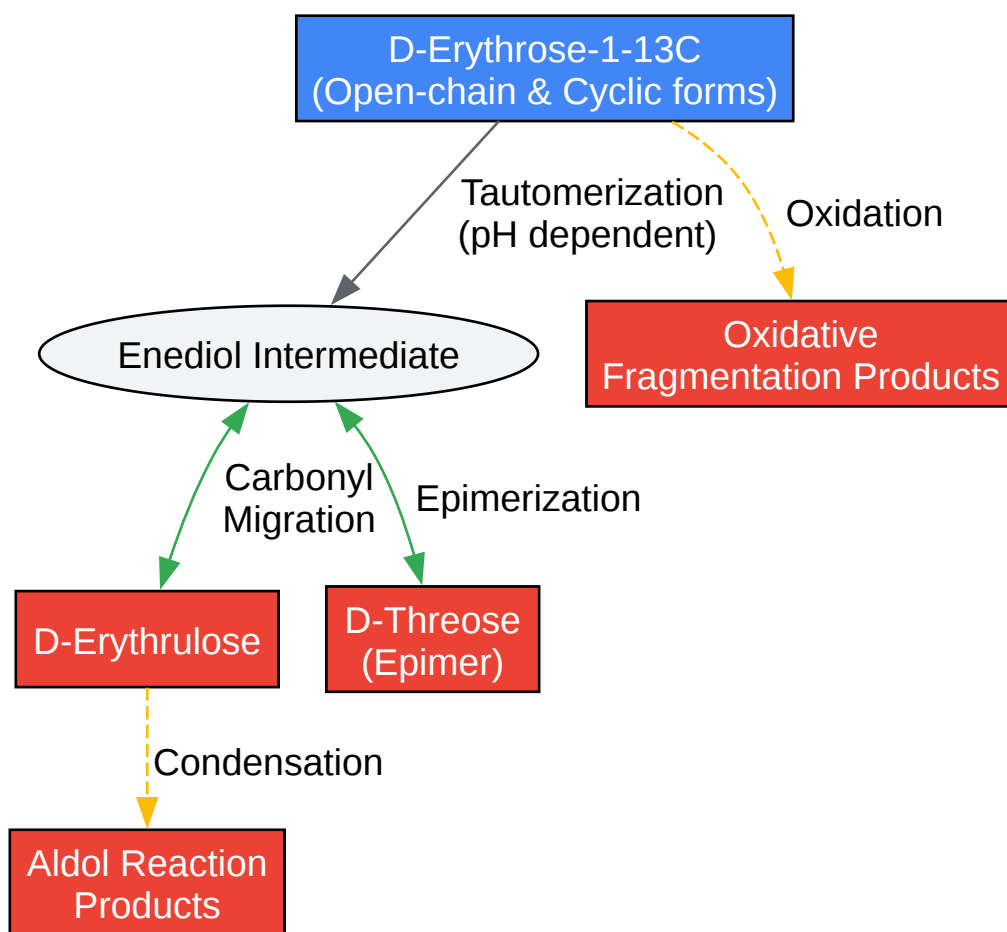 D-Erythrose-1-13C
(Open-chain & Cyclic forms)
Tautomerization
(pH dependent)
Oxidation
Enediol Intermediate
Oxidative
Fragmentation Products
Carbonyl
Migration
Epimerization
D-Erythrulose
D-Threose
(Epimer)
Condensation
Aldol Reaction
Products